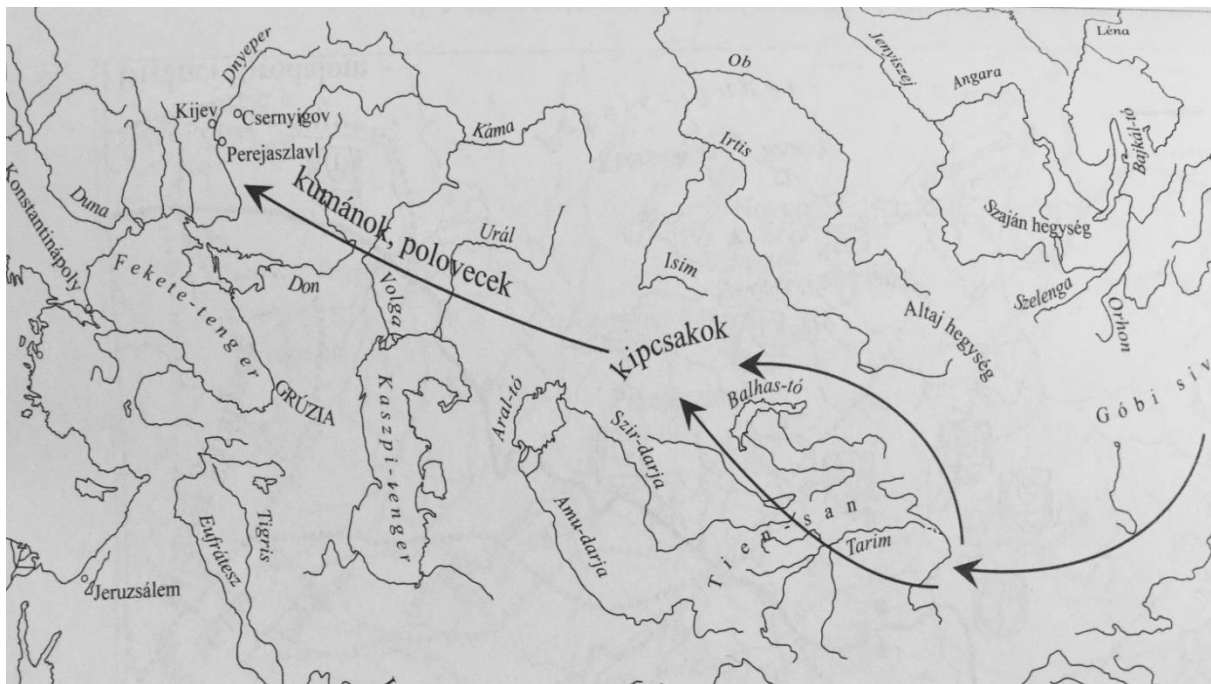 Dnyeper
Kijev
Csernyigov
Perejaszlavl
Káma
Ob
Jenyiszej
Angara
Léna
Bajkál-tó
Irtis
Konstantinápoly
Duna
kumánok, polovecek
Urál
Isim
Szaján hegység
Szelenga
Orhon
Fekete-tenger
Don
Volga
kipcsakok
Altaj hegység
Góbi siv
GRÚZIA
Kaszpi-tenger
Aral-tó
Szir-darja
Balhas-tó
Eufrátesz
Tigris
Amu-darja
Tien-san
Tarim
Jeruzsálem